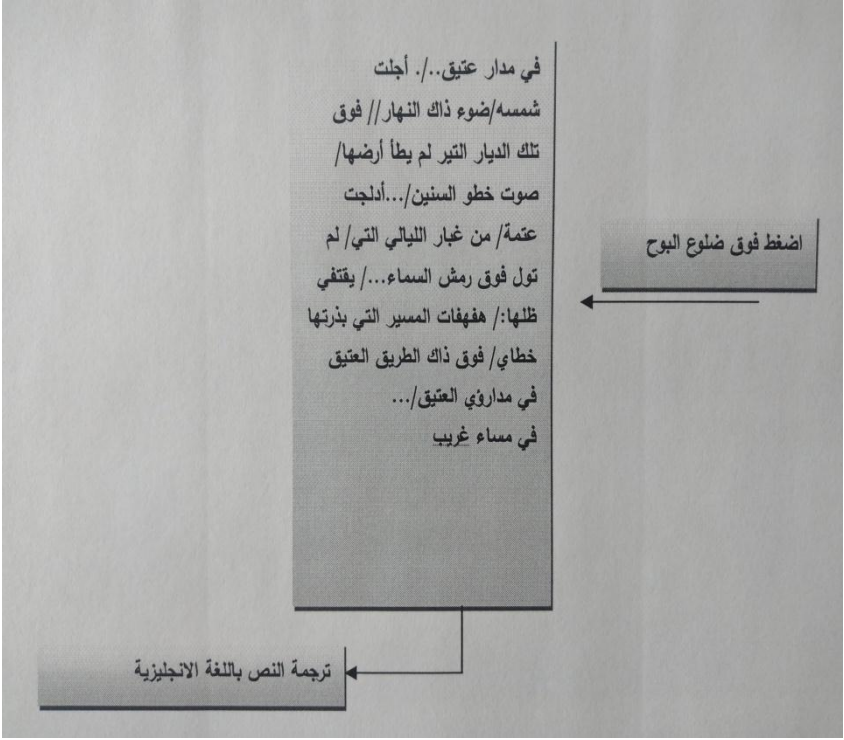 في مدار عتيق../. أجلت
شمسه/ضوء ذاك النهار// فوق
تلك الديار التير لم يطأ أرضها/
صوت خطو السنين/...أدلجت
عتمة/ من غبار الليالي التي/ لم
تول فوق رمش السماء.../ يقتفي
ظلها:/ هفهفات المسير التي بذرتها
خطاي/ فوق ذاك الطريق العتيق
في مداروؤي العتيق/...
في مساء غريب
اضغط فوق ضلوع البوح
ترجمة النص باللغة الانجليزية